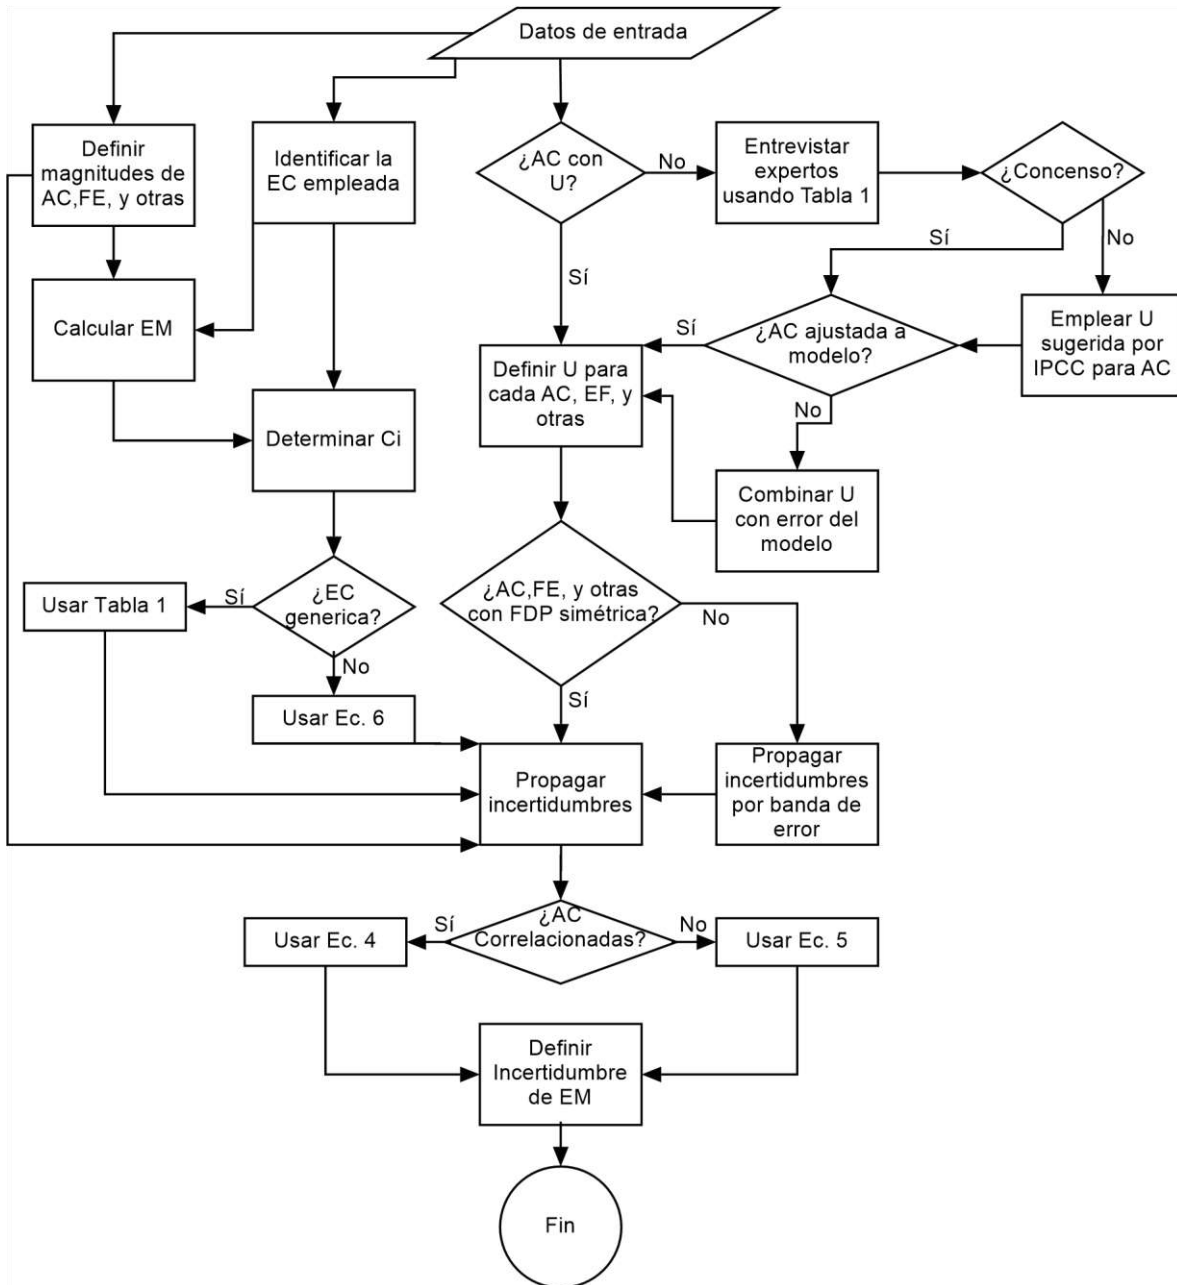 Datos de entrada
Definir
magnitudes de
AC,FE, y otras
Identificar la
EC empleada
¿AC con
U?
No
Entrevistar
expertos
usando Tabla 1
¿Concenso?
Sí
No
Sí
Calcular EM
¿AC ajustada a
modelo?
Sí
Emplear U
sugerida por
IPCC para AC
Definir U para
cada AC, EF, y
otras
No
Determinar Ci
Combinar U
con error del
modelo
¿EC
generica?
Sí
Usar Tabla 1
No
¿AC,FE, y otras
con FDP simétrica?
No
Sí
Usar Ec. 6
Propagar
incertidumbres
Propagar
incertidumbres
por banda de
error
¿AC
Correlacionadas?
Sí
No
Usar Ec. 4
Usar Ec. 5
Definir
Incertidumbre
de EM
Fin